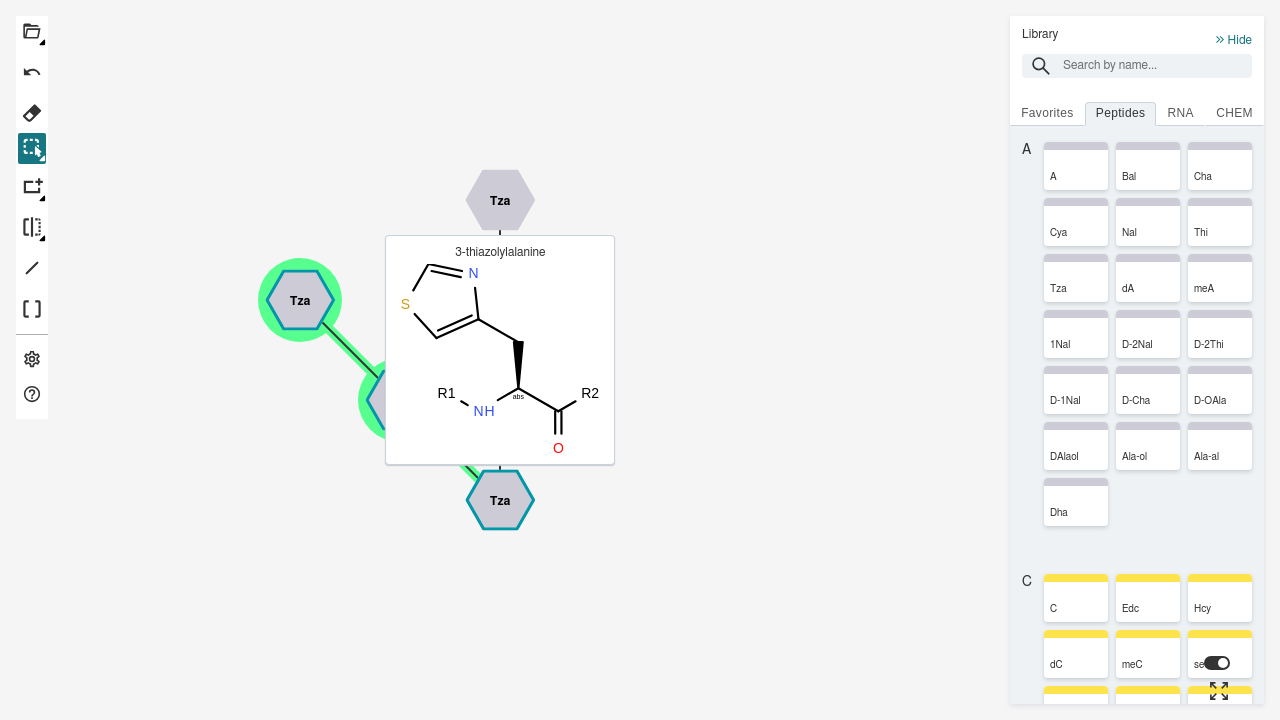 Library
Hide
Search by name...
Favorites Peptides RNA CHEM
A
A Bal Cha
Cya Nal Thi
Tza dA meA
1Nal D-2Nal D-2Thi
D-1Nal D-Cha D-OAla
DAlaol Ala-ol Ala-al
Dha
C
C Edc Hcy
dC meC se
Tza
Tza
3-thiazolylalanine
N
S
R1 R2
abs
NH
O
Tza